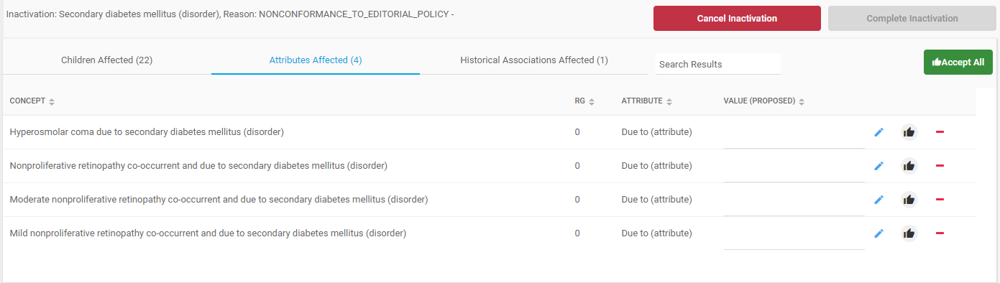 Inactivation: Secondary diabetes mellitus (disorder), Reason: NONCONFORMANCE_TO_EDITORIAL_POLICY -
Cancel Inactivation
Complete Inactivation
Children Affected (22)
Attributes Affected (4)
Historical Associations Affected (1)
Search Results
Accept All
CONCEPT
RG
ATTRIBUTE
VALUE (PROPOSED)
Hyperosmolar coma due to secondary diabetes mellitus (disorder)
0
Due to (attribute)
Nonproliferative retinopathy co-occurrent and due to secondary diabetes mellitus (disorder)
0
Due to (attribute)
Moderate nonproliferative retinopathy co-occurrent and due to secondary diabetes mellitus (disorder)
0
Due to (attribute)
Mild nonproliferative retinopathy co-occurrent and due to secondary diabetes mellitus (disorder)
0
Due to (attribute)